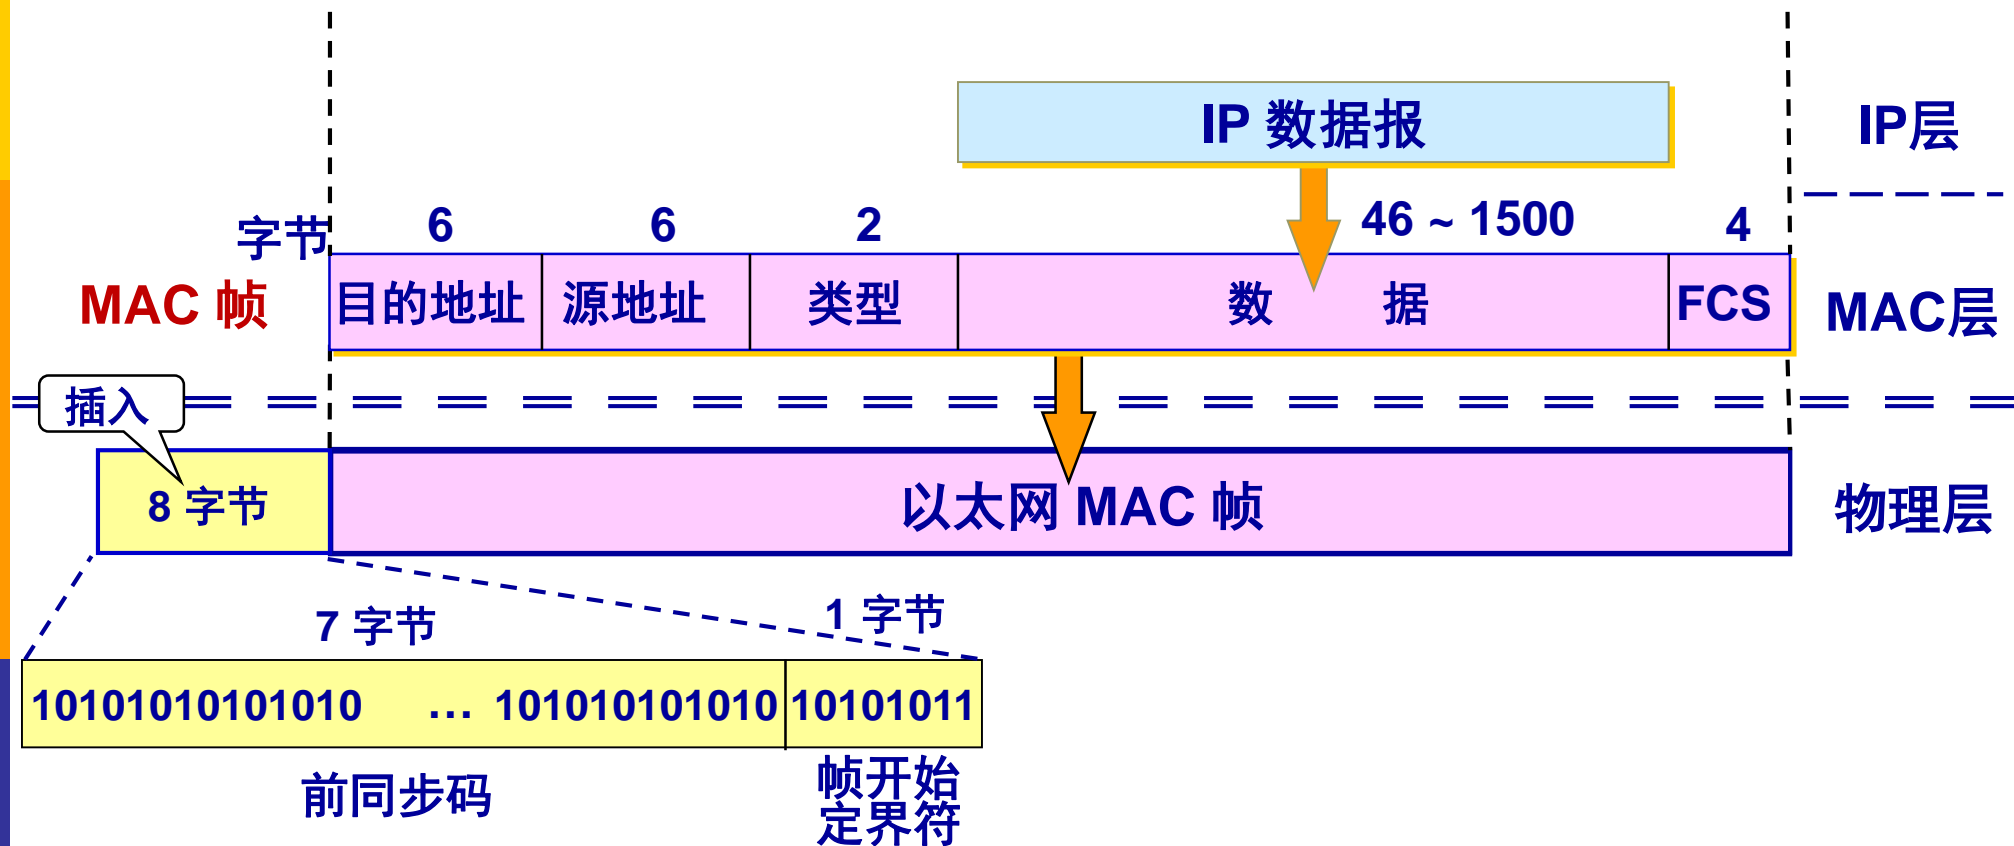 IP 数据报
IP层
字节 6 6 2 46 ~ 1500 4
MAC 帧 目的地址 源地址 类型 数 据 FCS MAC层
插入
8 字节 以太网 MAC 帧 物理层
7 字节 1 字节
10101010101010 … 101010101010 10101011
前同步码
帧开始
定界符